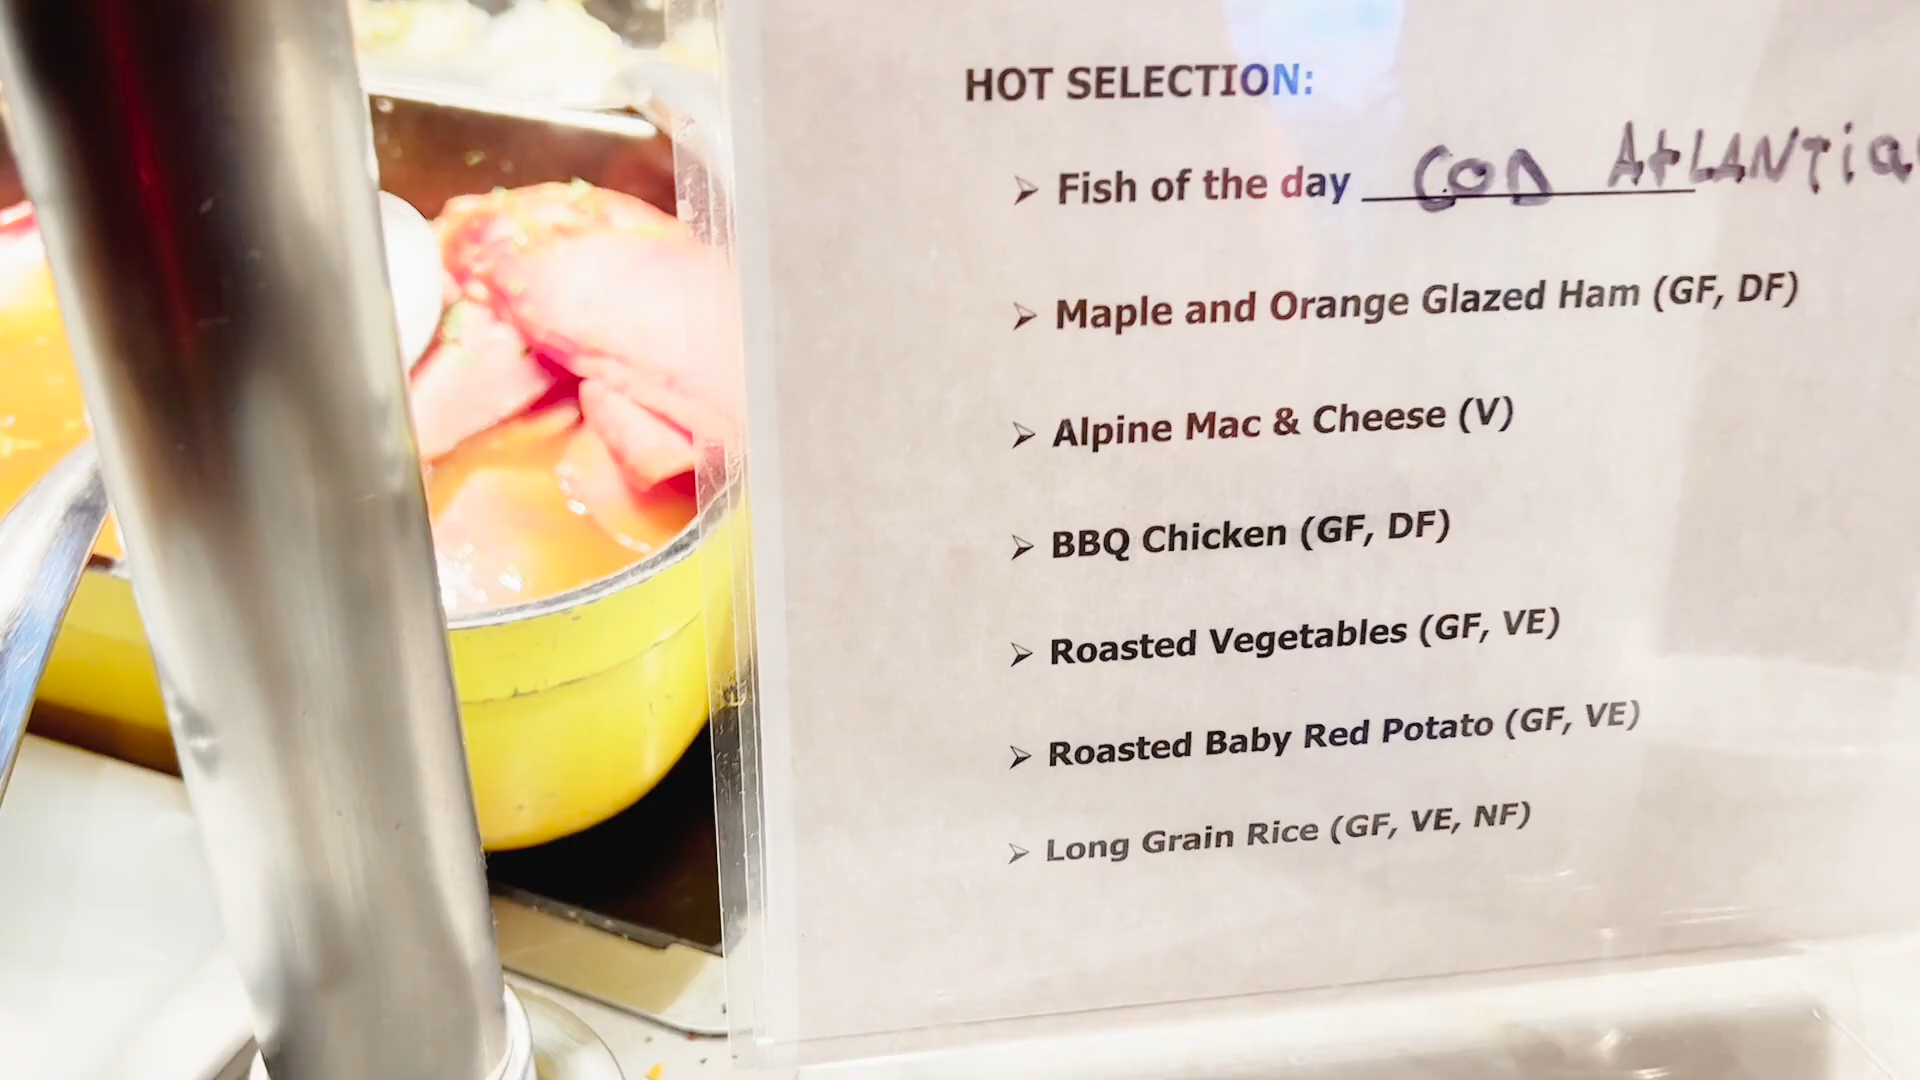 HOT SELECTION:
➢ Fish of the day ___ COD
➢ Maple and Orange Glazed Ham (GF, DF)
➢ Alpine Mac & Cheese (V)
➢ BBQ Chicken (GF, DF)
➢ Roasted Vegetables (GF, VE)
➢ Roasted Baby Red Potato (GF, VE)
➢ Long Grain Rice (GF, VE, NF)